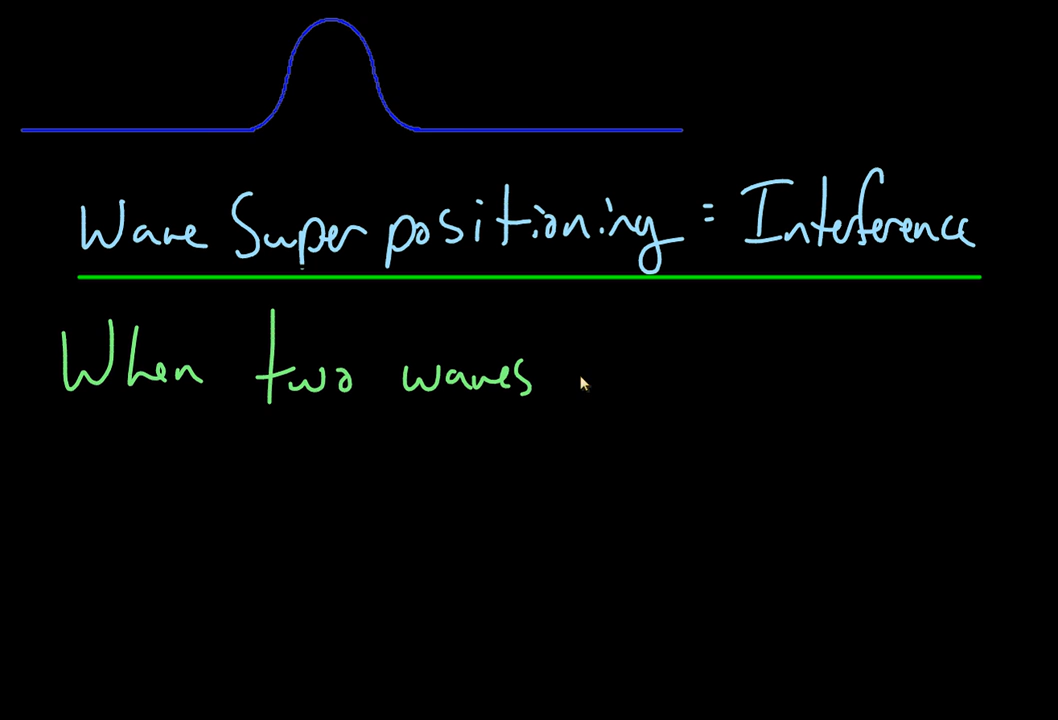 Wave Superpositioning = Interference
When two waves